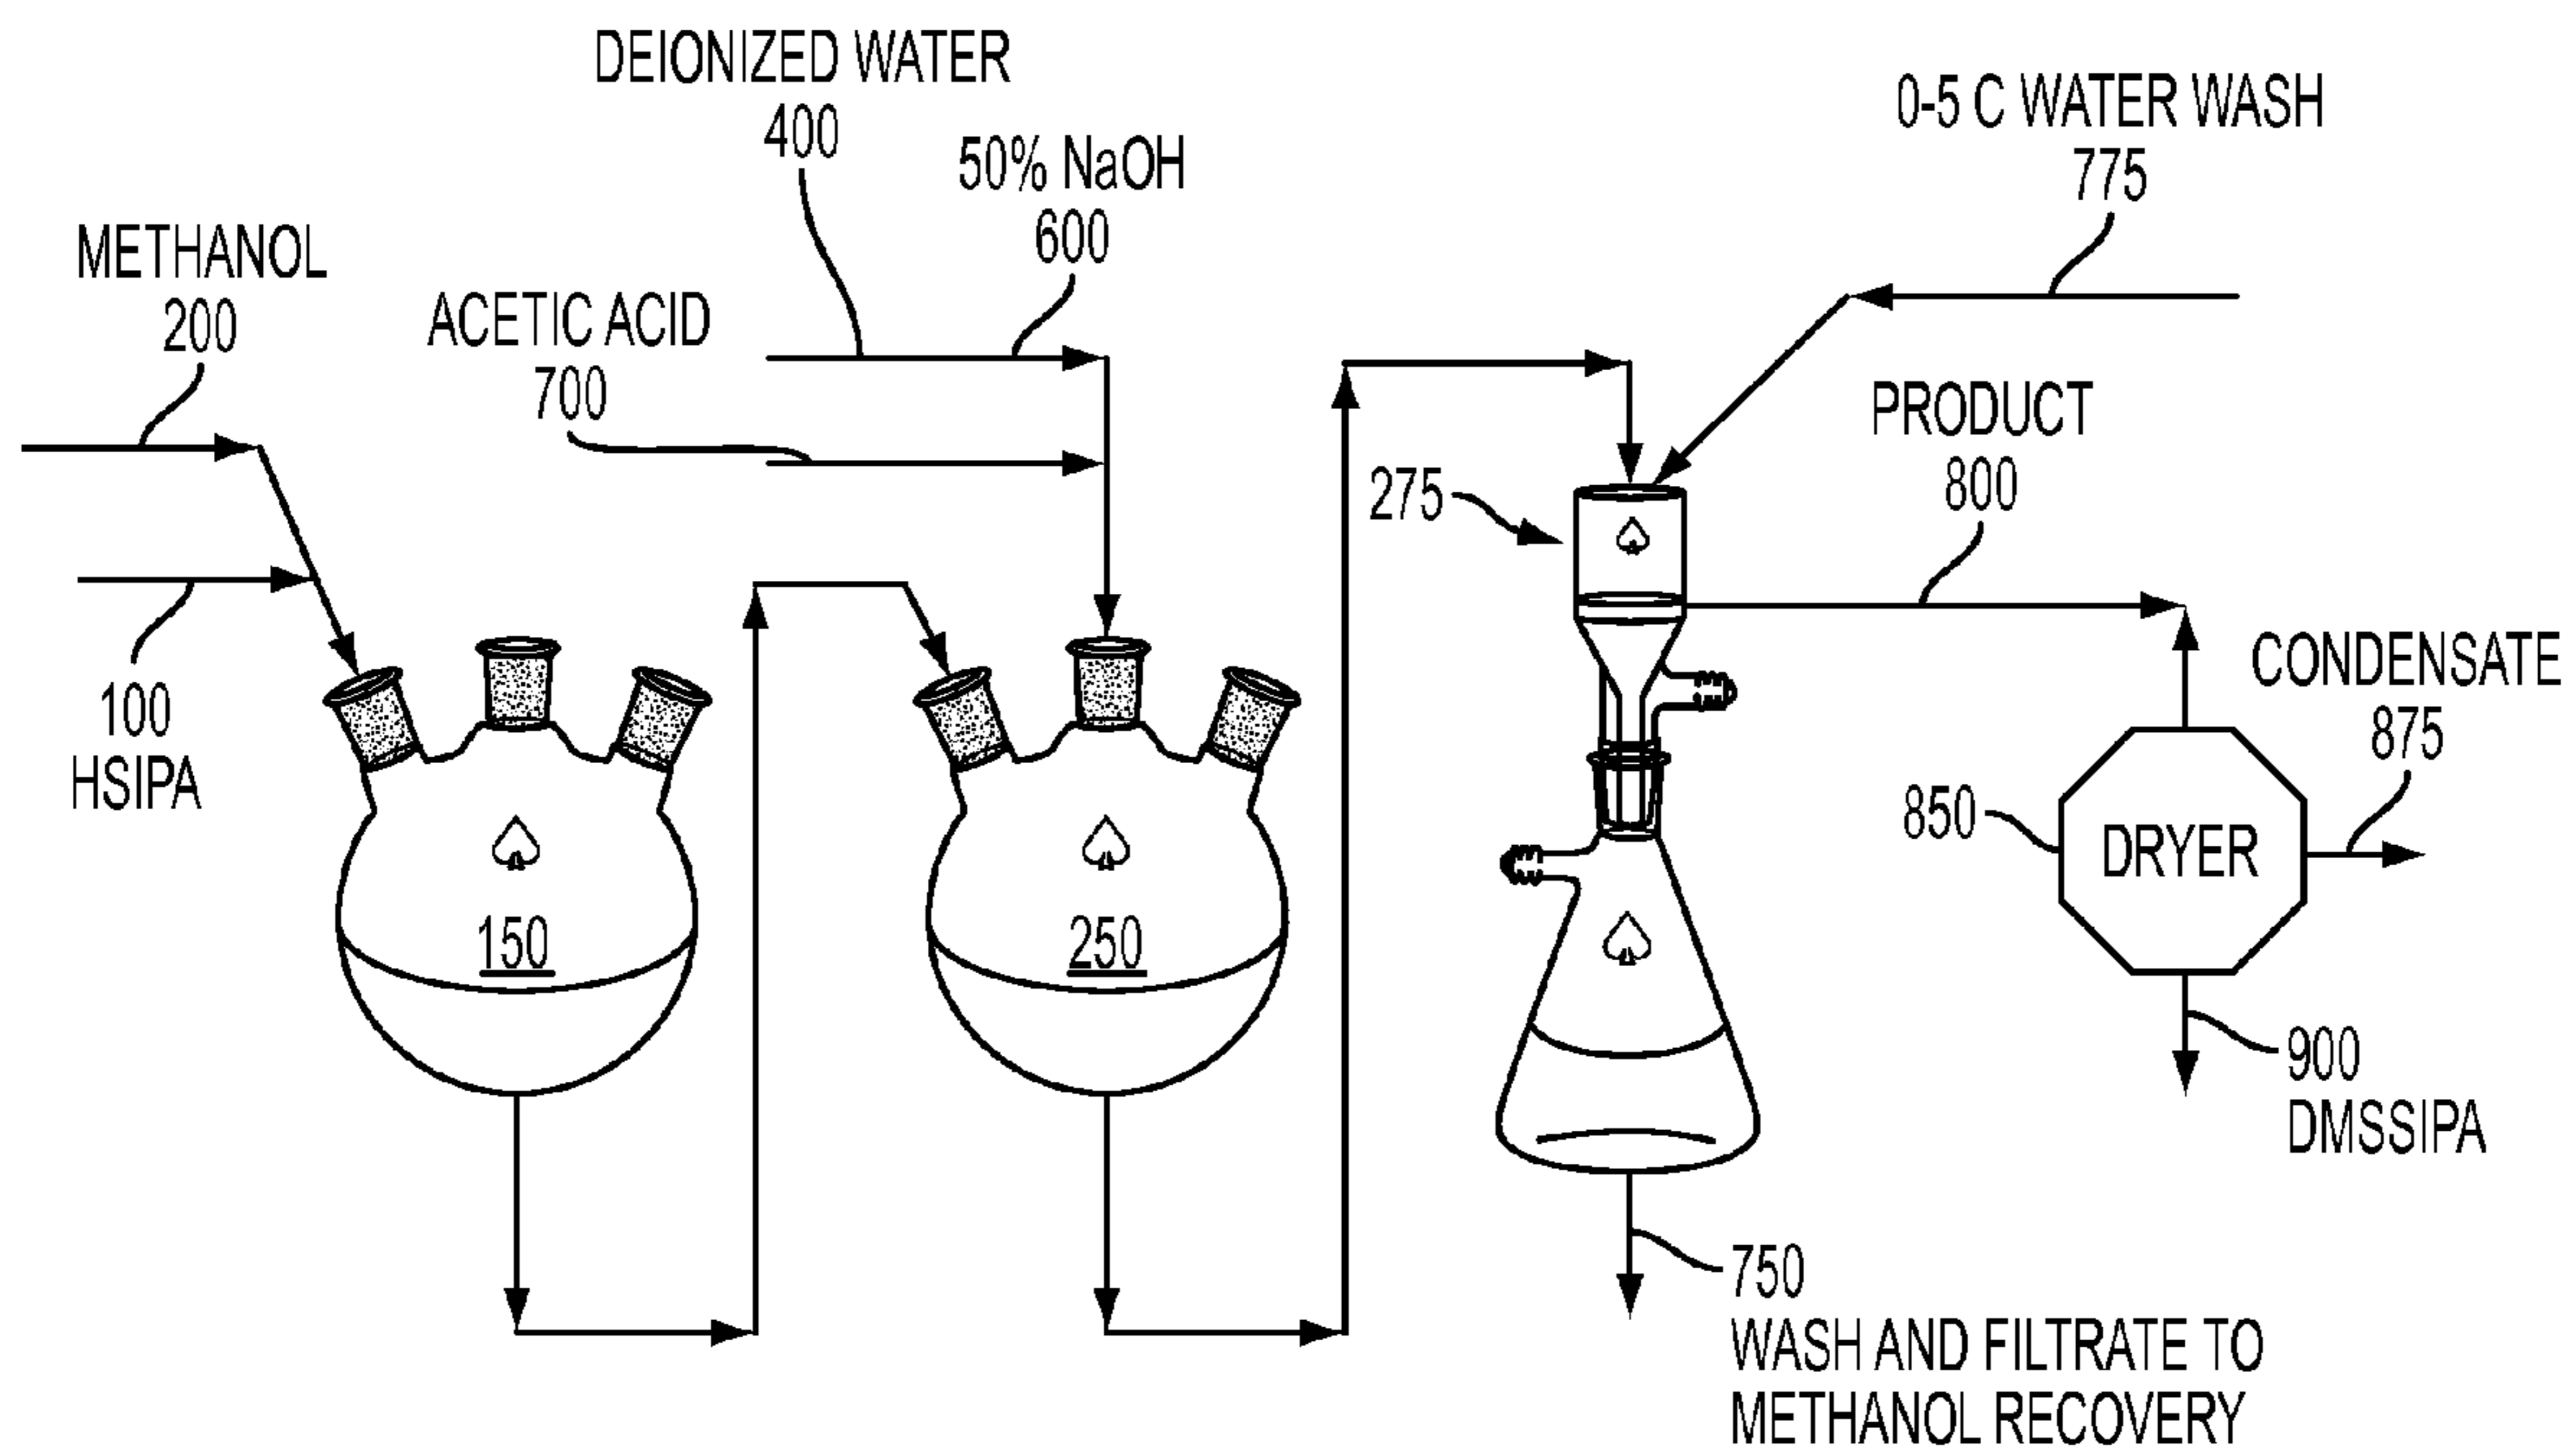 DEIONIZED WATER
400
50% NaOH
600
0-5 C WATER WASH
775
METHANOL
200
ACETIC ACID
700
PRODUCT
800
275
100
HSIPA
CONDENSATE
875
850
DRYER
150
250
900
DMSSIPA
750
WASH AND FILTRATE TO
METHANOL RECOVERY